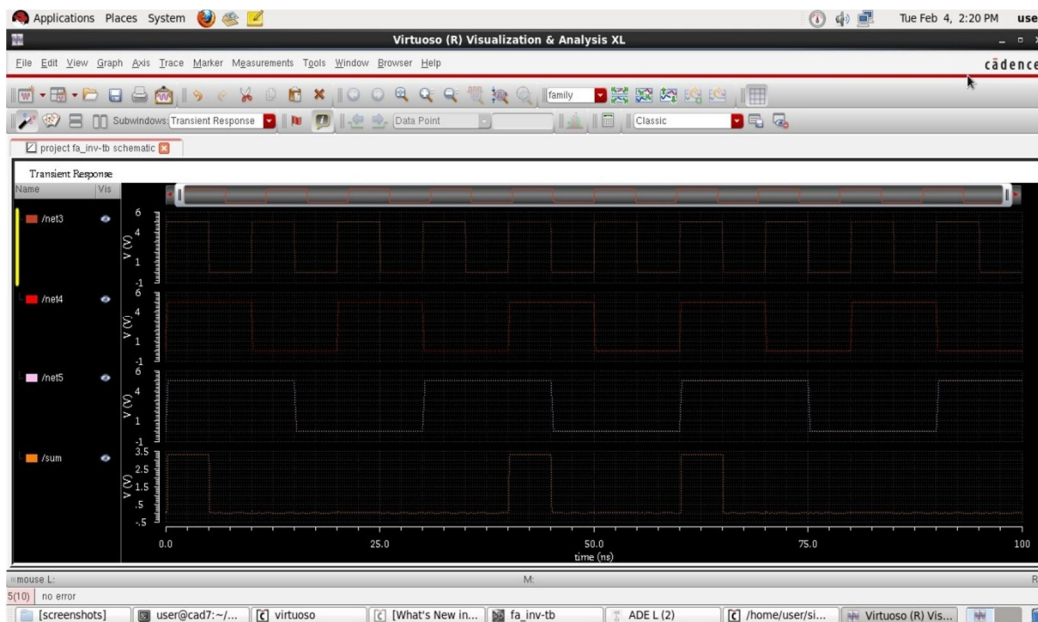 Applications Places System Tue Feb 4, 2:20 PM use
Virtuoso (R) Visualization & Analysis XL
File Edit View Graph Axis Trace Marker Measurements Tools Window Browser Help cādence
family
Subwindows: Transient Response Data Point Classic
project fa_inv-tb schematic
Transient Response
Name Vis
/net3
V (V)
6
4
1
-1
/net4
V (V)
6
4
1
-1
/net5
V (V)
6
4
1
-1
/sum
V (V)
3.5
2.5
1.5
.5
-.5
0.0 25.0 50.0 75.0 100
time (ns)
mouse L: M: R
5(10) no error
[screenshots] user@cad7:~/... virtuoso [What's New in... fa_inv-tb ADE L (2) /home/user/si... Virtuoso (R) Vis...